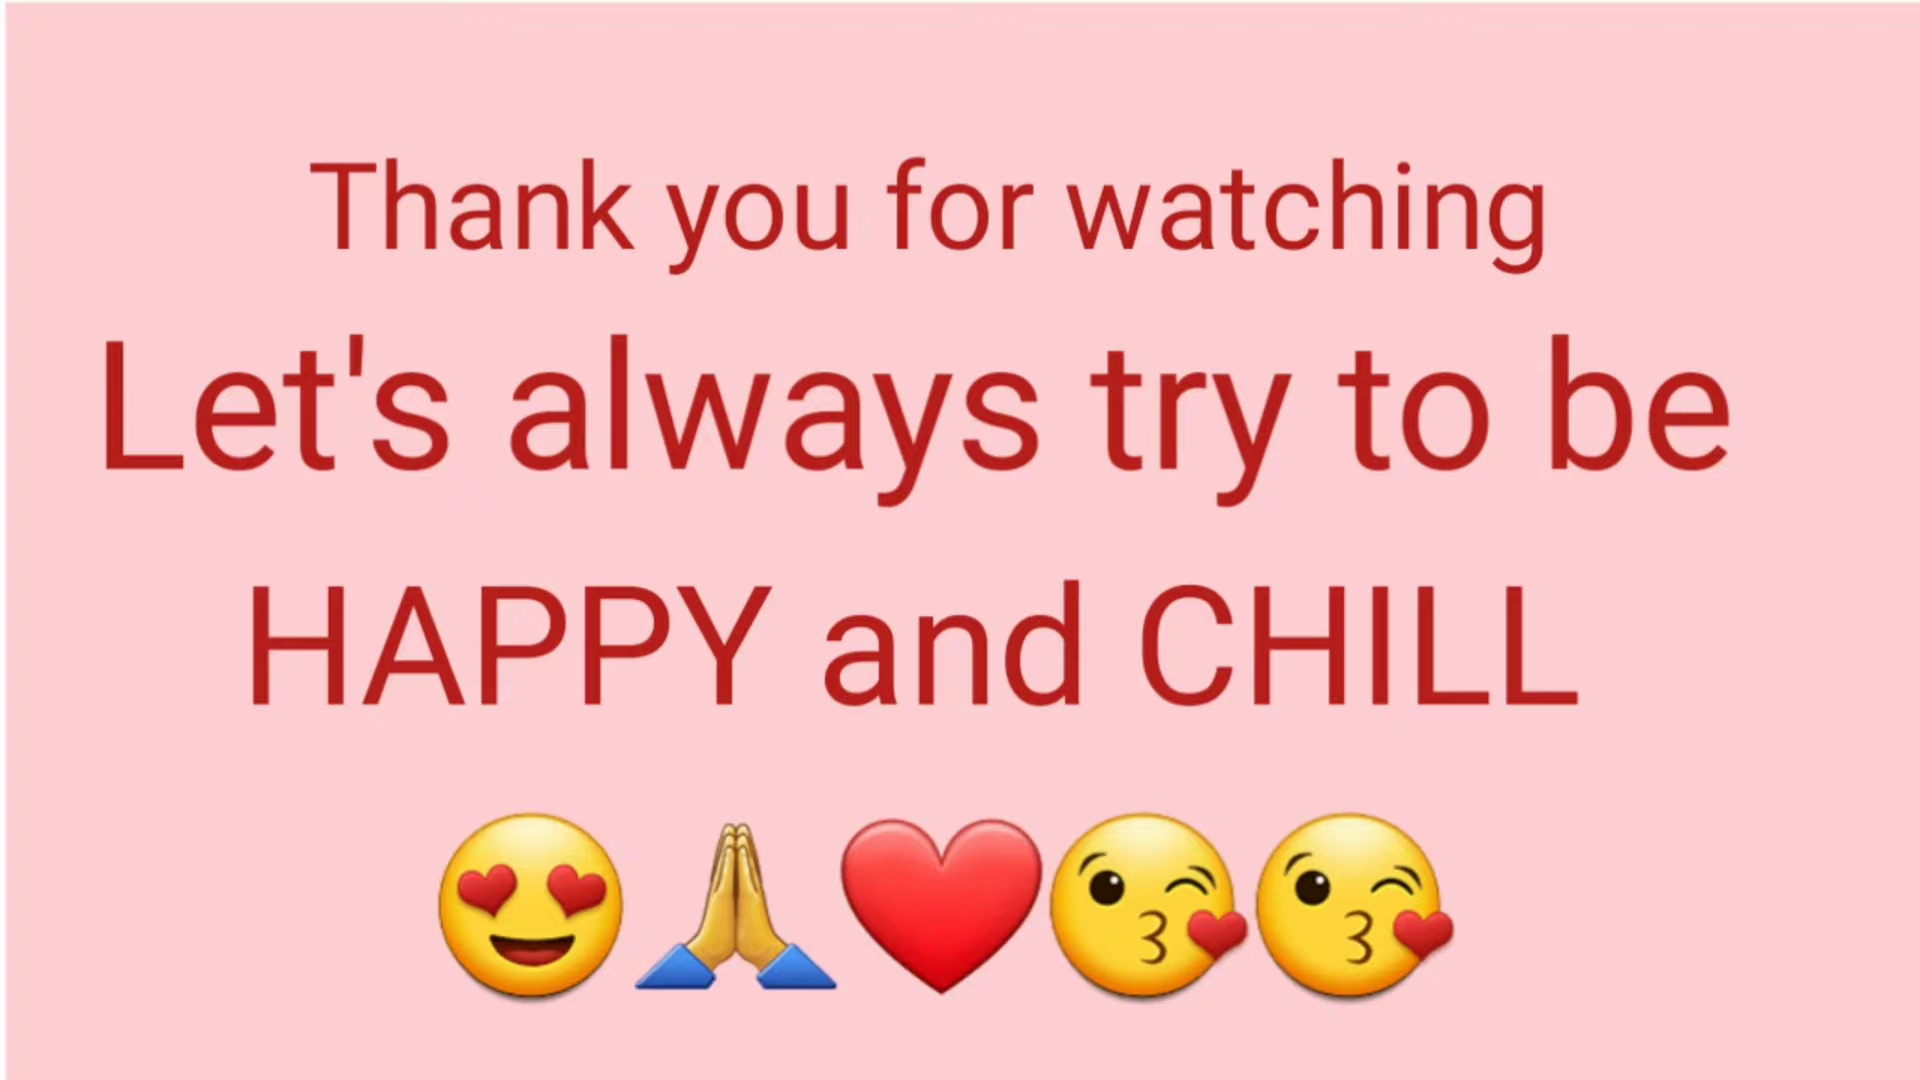 Thank you for watching
Let's always try to be
HAPPY and CHILL
😍🙏❤️😘😘